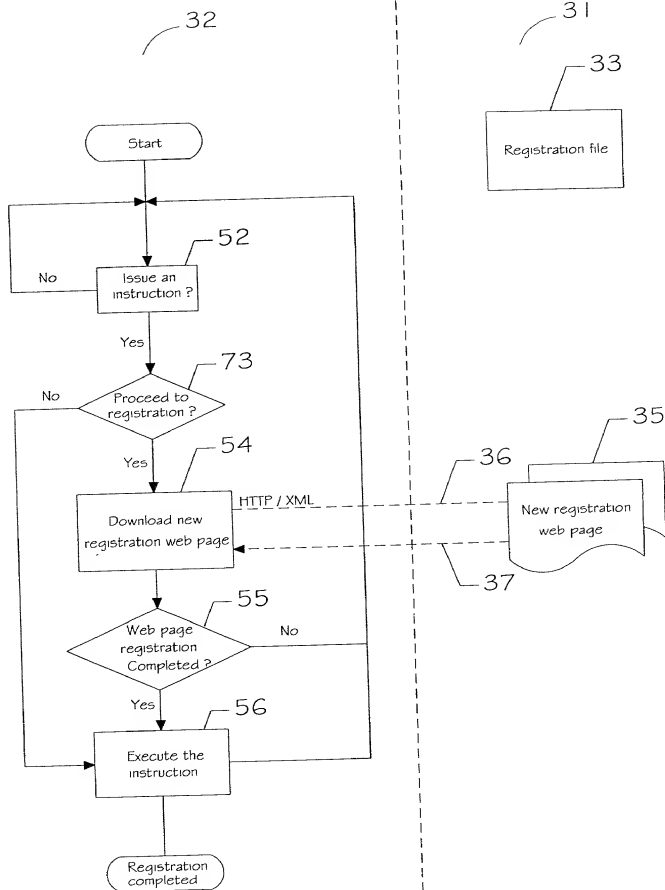 32
31
33
Start
Registration file
52
No
Issue an
instruction ?
Yes
73
No
Proceed to
registration ?
Yes
54
35
36
HTTP / XML
Download new
registration web page
New registration
web page
37
55
Web page
registration
Completed ?
No
Yes
56
Execute the
instruction
Registration
completed